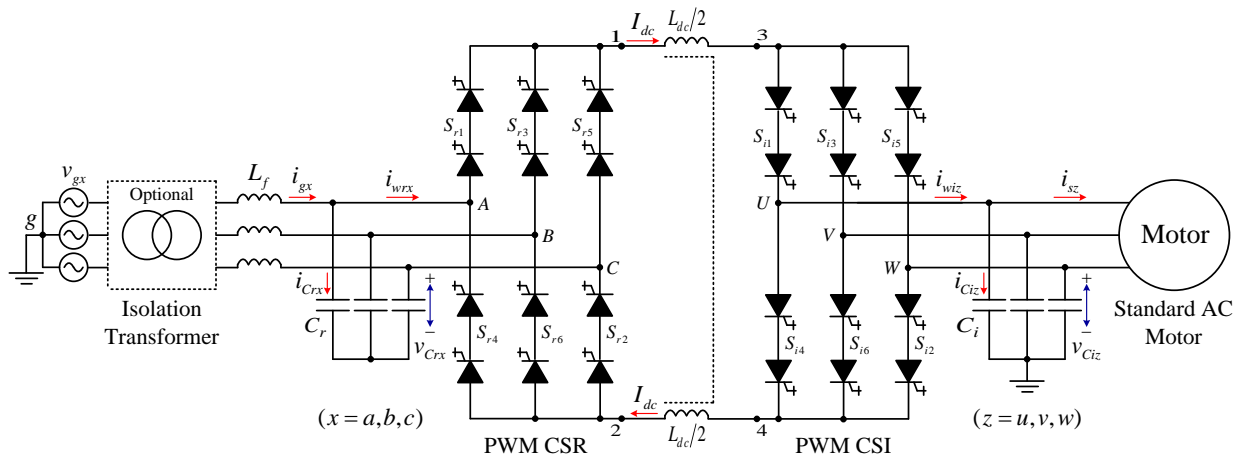 1
I_dc
L_dc/2
3
S_r1
S_r3
S_r5
S_i1
S_i3
S_i5
v_gx
Optional
L_f
i_gx
i_wrx
i_wiz
i_sz
g
A
B
C
U
V
W
Motor
Isolation
Transformer
i_Crx
C_r
+
−
v_Crx
S_r4
S_r6
S_r2
S_i4
S_i6
S_i2
i_Ciz
C_i
+
−
v_Ciz
Standard AC
Motor
(x = a,b,c)
2
I_dc
L_dc/2
4
(z = u,v,w)
PWM CSR
PWM CSI